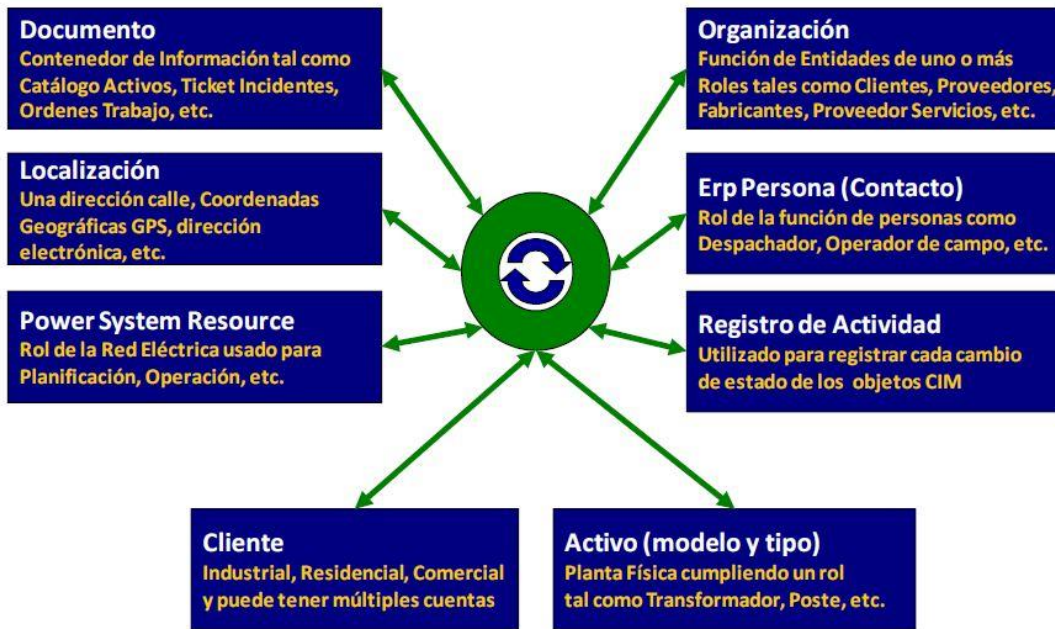 Documento
Contenedor de Información tal como
Catálogo Activos, Ticket Incidentes,
Ordenes Trabajo, etc.
Organización
Función de Entidades de uno o más
Roles tales como Clientes, Proveedores,
Fabricantes, Proveedor Servicios, etc.
Localización
Una dirección calle, Coordenadas
Geográficas GPS, dirección
electrónica, etc.
Erp Persona (Contacto)
Rol de la función de personas como
Despachador, Operador de campo, etc.
Power System Resource
Rol de la Red Eléctrica usado para
Planificación, Operación, etc.
Registro de Actividad
Utilizado para registrar cada cambio
de estado de los objetos CIM
Cliente
Industrial, Residencial, Comercial
y puede tener múltiples cuentas
Activo (modelo y tipo)
Planta Física cumpliendo un rol
tal como Transformador, Poste, etc.